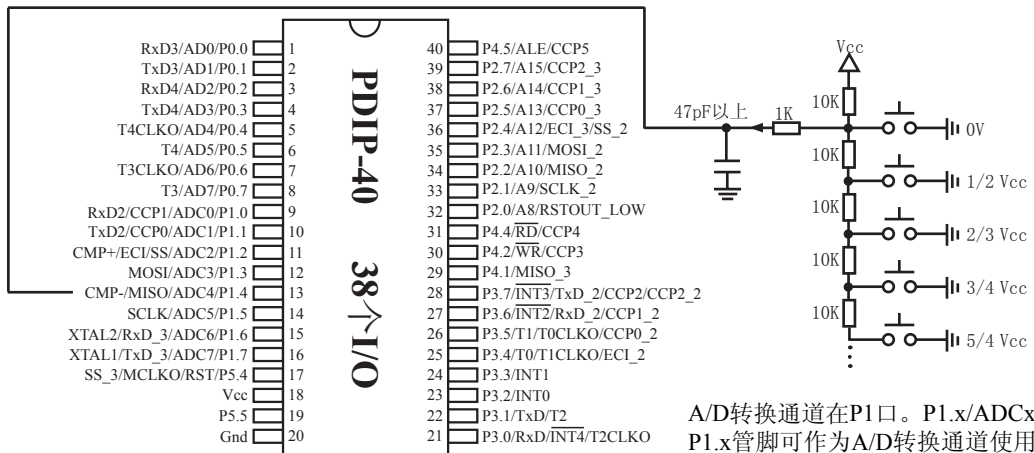 RxD3/AD0/P0.0 1
TxD3/AD1/P0.1 2
RxD4/AD2/P0.2 3
TxD4/AD3/P0.3 4
T4CLKO/AD4/P0.4 5
T4/AD5/P0.5 6
T3CLKO/AD6/P0.6 7
T3/AD7/P0.7 8
RxD2/CCP1/ADC0/P1.0 9
TxD2/CCP0/ADC1/P1.1 10
CMP+/ECI/SS/ADC2/P1.2 11
MOSI/ADC3/P1.3 12
CMP-/MISO/ADC4/P1.4 13
SCLK/ADC5/P1.5 14
XTAL2/RxD_3/ADC6/P1.6 15
XTAL1/TxD_3/ADC7/P1.7 16
SS_3/MCLKO/RST/P5.4 17
Vcc 18
P5.5 19
Gnd 20
PDIP-40
38个I/O
40 P4.5/ALE/CCP5
39 P2.7/A15/CCP2_3
38 P2.6/A14/CCP1_3
37 P2.5/A13/CCP0_3
36 P2.4/A12/ECI_3/SS_2
35 P2.3/A11/MOSI_2
34 P2.2/A10/MISO_2
33 P2.1/A9/SCLK_2
32 P2.0/A8/RSTOUT_LOW
31 P4.4/RD/CCP4
30 P4.2/WR/CCP3
29 P4.1/MISO_3
28 P3.7/INT3/TxD_2/CCP2/CCP2_2
27 P3.6/INT2/RxD_2/CCP1_2
26 P3.5/T1/T0CLKO/CCP0_2
25 P3.4/T0/T1CLKO/ECI_2
24 P3.3/INT1
23 P3.2/INT0
22 P3.1/TxD/T2
21 P3.0/RxD/INT4/T2CLKO
Vcc
47pF以上
1K
10K
0V
10K
1/2 Vcc
10K
2/3 Vcc
10K
3/4 Vcc
10K
5/4 Vcc
A/D转换通道在P1口。P1.x/ADCx
P1.x管脚可作为A/D转换通道使用